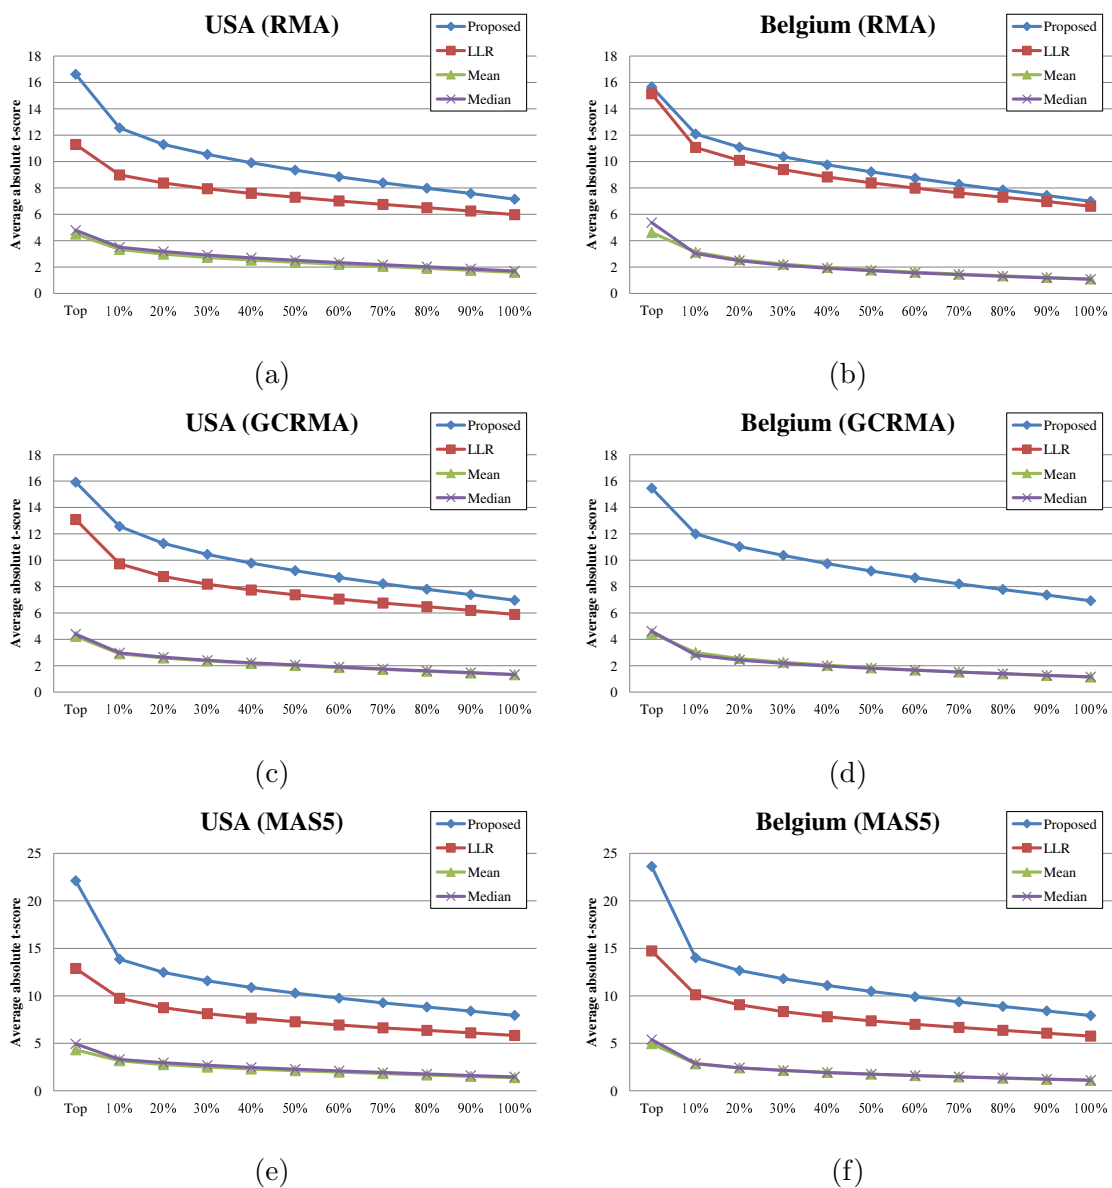 USA (RMA)
Proposed
LLR
Mean
Median
Average absolute t-score
18
16
14
12
10
8
6
4
2
0
Top 10% 20% 30% 40% 50% 60% 70% 80% 90% 100%
(a)
Belgium (RMA)
Proposed
LLR
Mean
Median
Average absolute t-score
18
16
14
12
10
8
6
4
2
0
Top 10% 20% 30% 40% 50% 60% 70% 80% 90% 100%
(b)
USA (GCRMA)
Proposed
LLR
Mean
Median
Average absolute t-score
18
16
14
12
10
8
6
4
2
0
Top 10% 20% 30% 40% 50% 60% 70% 80% 90% 100%
(c)
Belgium (GCRMA)
Proposed
LLR
Mean
Median
Average absolute t-score
18
16
14
12
10
8
6
4
2
0
Top 10% 20% 30% 40% 50% 60% 70% 80% 90% 100%
(d)
USA (MAS5)
Proposed
LLR
Mean
Median
Average absolute t-score
25
20
15
10
5
0
Top 10% 20% 30% 40% 50% 60% 70% 80% 90% 100%
(e)
Belgium (MAS5)
Proposed
LLR
Mean
Median
Average absolute t-score
25
20
15
10
5
0
Top 10% 20% 30% 40% 50% 60% 70% 80% 90% 100%
(f)